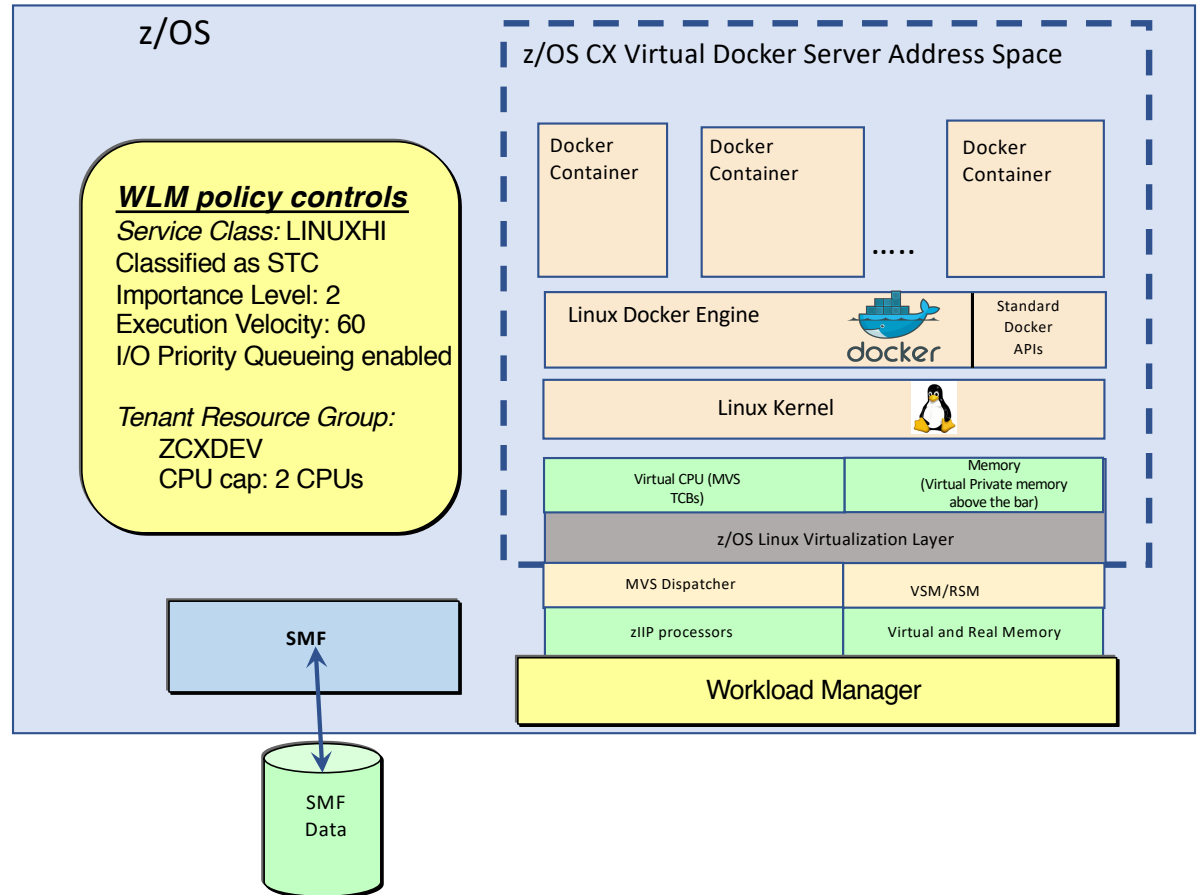 z/OS
z/OS CX Virtual Docker Server Address Space
WLM policy controls
Service Class: LINUXHI
Classified as STC
Importance Level: 2
Execution Velocity: 60
I/O Priority Queueing enabled
Tenant Resource Group:
ZCXDEV
CPU cap: 2 CPUs
Docker
Container
Docker
Container
.....
Docker
Container
Linux Docker Engine
docker
Standard
Docker
APIs
Linux Kernel
Virtual CPU (MVS
TCBs)
Memory
(Virtual Private memory
above the bar)
z/OS Linux Virtualization Layer
MVS Dispatcher
VSM/RSM
zIIP processors
Virtual and Real Memory
Workload Manager
SMF
SMF
Data